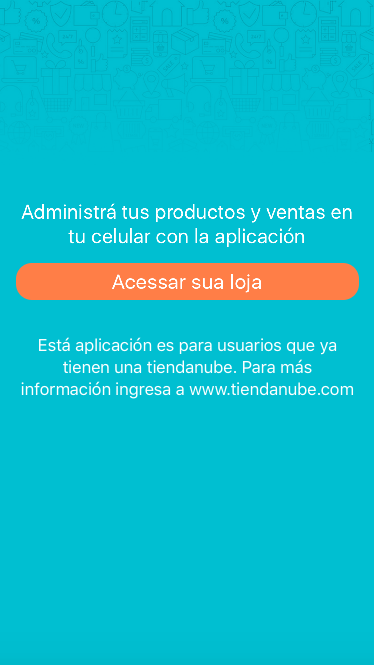 Administrá tus productos y ventas en
tu celular con la aplicación
Acessar sua loja
Está aplicación es para usuarios que ya
tienen una tiendanube. Para más
información ingresa a www.tiendanube.com